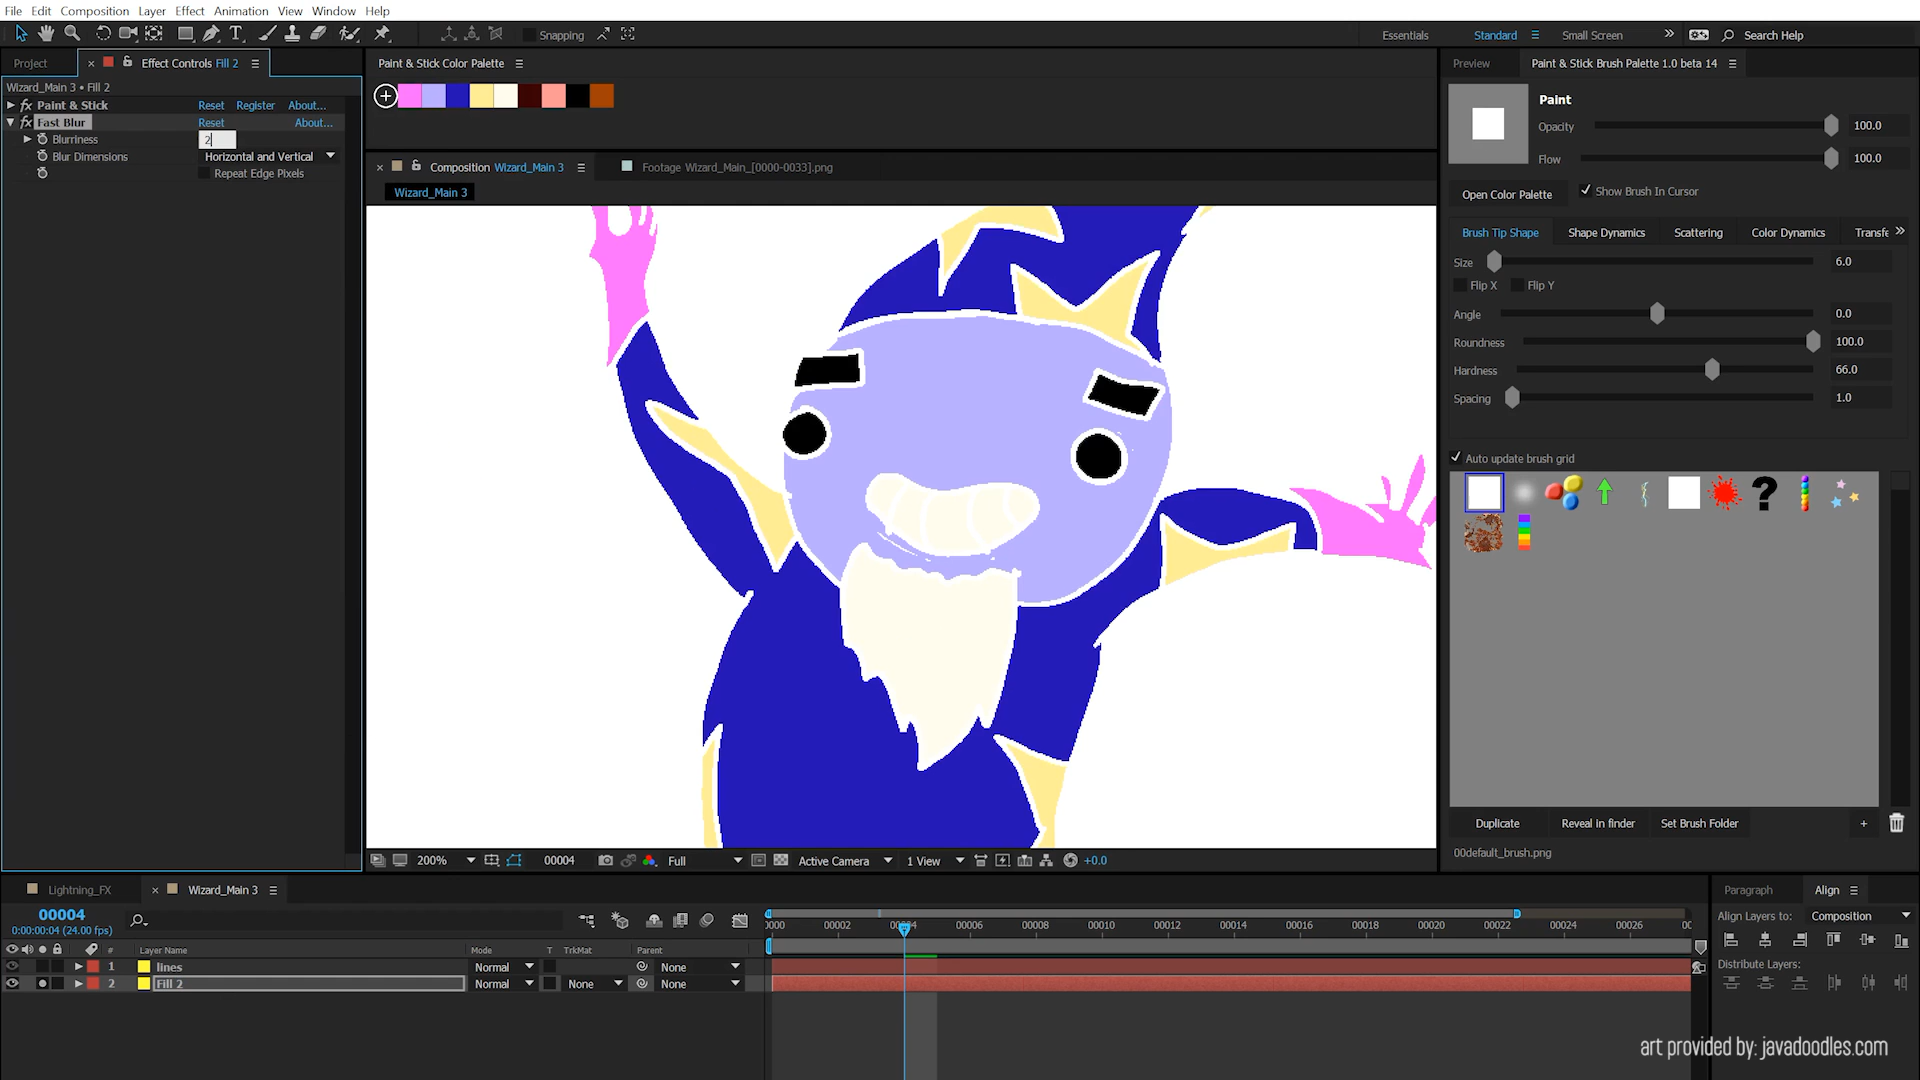 File Edit Composition Layer Effect Animation View Window Help
Snapping
Essentials Standard Small Screen Search Help
Project Effect Controls Fill 2
Wizard_Main 3 • Fill 2
fx Paint & Stick Reset Register About...
fx Fast Blur Reset About...
Blurriness 2
Blur Dimensions Horizontal and Vertical
Repeat Edge Pixels
Paint & Stick Color Palette
Composition Wizard_Main 3 Footage Wizard_Main_[0000-0033].png
Wizard_Main 3
200% 00004 Full Active Camera 1 View +0.0
Preview Paint & Stick Brush Palette 1.0 beta 14
Paint
Opacity 100.0
Flow 100.0
Open Color Palette Show Brush In Cursor
Brush Tip Shape Shape Dynamics Scattering Color Dynamics Transfe
Size 6.0
Flip X Flip Y
Angle 0.0
Roundness 100.0
Hardness 66.0
Spacing 1.0
Auto update brush grid
Duplicate Reveal in finder Set Brush Folder +
00default_brush.png
Lightning_FX Wizard_Main 3
00004
0:00:00:04 (24.00 fps)
# Layer Name Mode T TrkMat Parent
1 lines Normal None
2 Fill 2 Normal None None
0000 00002 00004 00006 00008 00010 00012 00014 00016 00018 00020 00022 00024 00026 00
Paragraph Align
Align Layers to: Composition
Distribute Layers:
art provided by: javadoodles.com